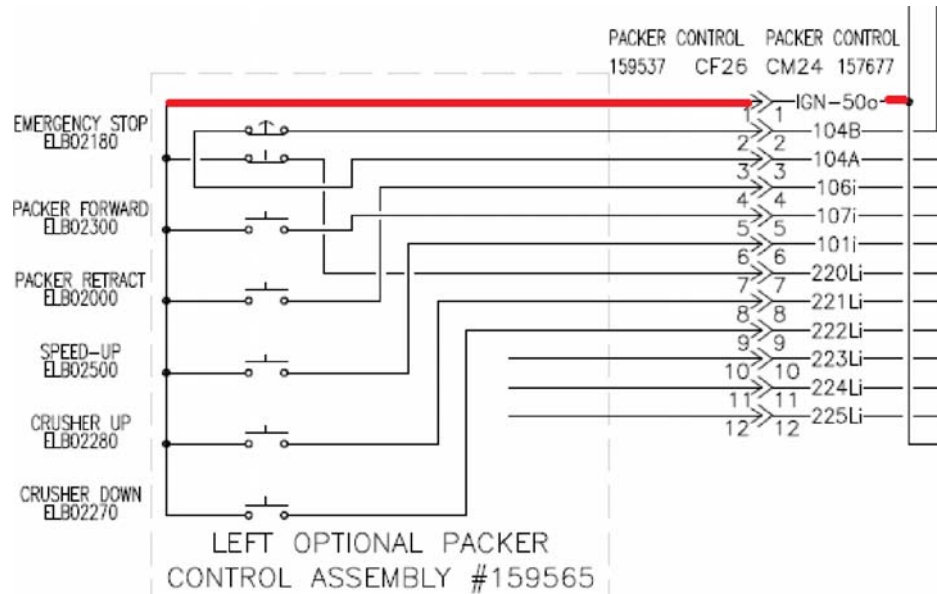 PACKER CONTROL PACKER CONTROL
159537 CF26 CM24 157677
EMERGENCY STOP
ELB02180
PACKER FORWARD
ELB02300
PACKER RETRACT
ELB02000
SPEED-UP
ELB02500
CRUSHER UP
ELB02280
CRUSHER DOWN
ELB02270
1 1 IGN-50o
2 2 104B
3 3 104A
4 4 106i
5 5 107i
6 6 101i
7 7 220Li
8 8 221Li
9 9 222Li
10 10 223Li
11 11 224Li
12 12 225Li
LEFT OPTIONAL PACKER
CONTROL ASSEMBLY #159565